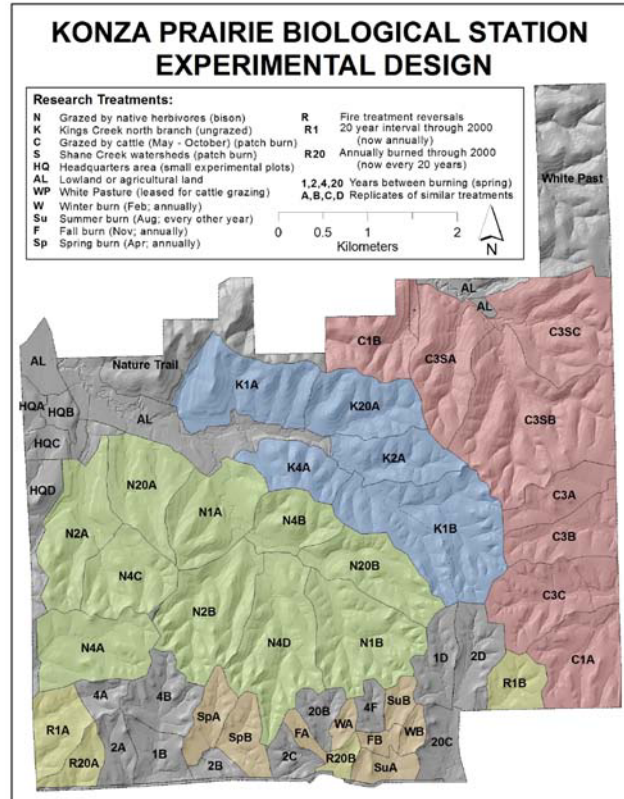 KONZA PRAIRIE BIOLOGICAL STATION
EXPERIMENTAL DESIGN
Research Treatments:
N Grazed by native herbivores (bison)
K Kings Creek north branch (ungrazed)
C Grazed by cattle (May - October) (patch burn)
S Shane Creek watersheds (patch burn)
HQ Headquarters area (small experimental plots)
AL Lowland or agricultural land
WP White Pasture (leased for cattle grazing)
W Winter burn (Feb; annually)
Su Summer burn (Aug; every other year)
F Fall burn (Nov; annually)
Sp Spring burn (Apr; annually)
R Fire treatment reversals
R1 20 year interval through 2000
(now annually)
R20 Annually burned through 2000
(now every 20 years)
1,2,4,20 Years between burning (spring)
A,B,C,D Replicates of similar treatments
0 0.5 1 2
Kilometers
N
White Past
AL
AL
C1B
C3SA
C3SC
AL
Nature Trail
K1A
K20A
HQA
HQB
AL
C3SB
HQC
K4A
K2A
HQD
N20A
N1A
N4B
K1B
C3A
N2A
C3B
N4C
N20B
N2B
C3C
N4A
N4D
N1B
1D
2D
C1A
R1B
4A
4B
SpA
20B
SuB
WA
4F
R1A
SpB
FA
FB
WB
2A
1B
20C
R20A
2B
2C
R20B
SuA